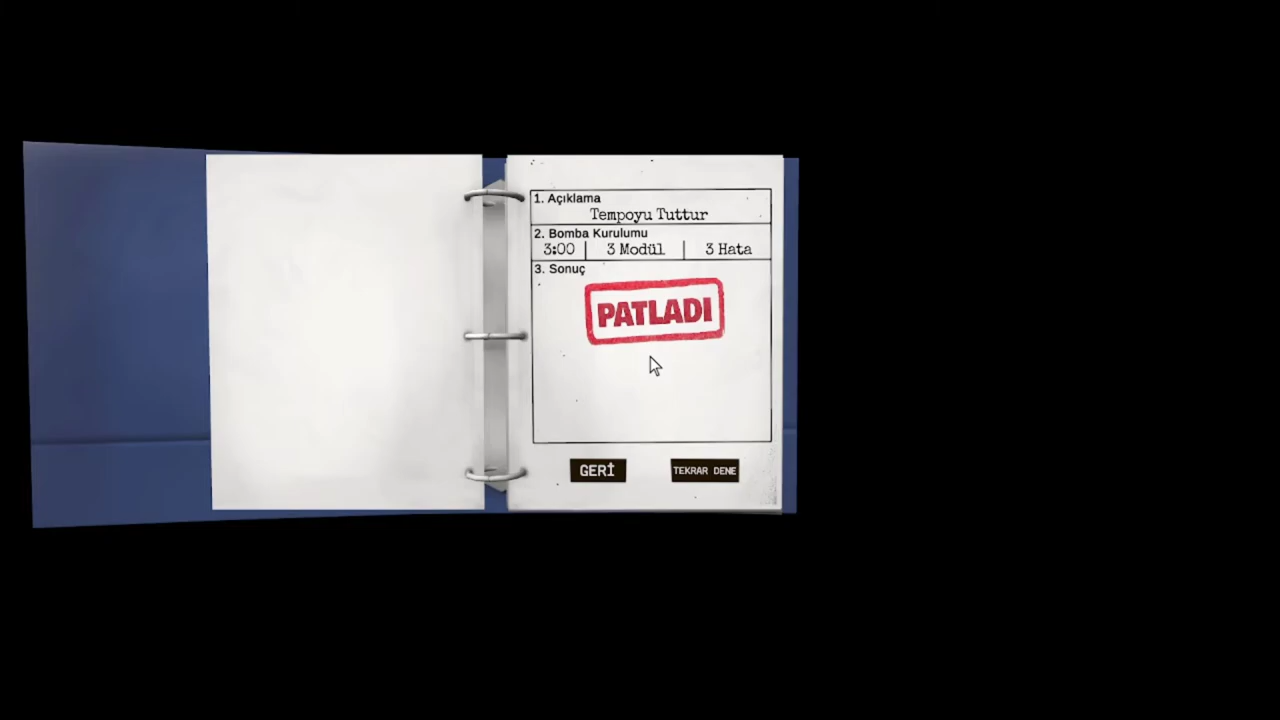 1. Açıklama
Tempoyu Tuttur
2. Bomba Kurulumu
3:00 | 3 Modül | 3 Hata
3. Sonuç
PATLADI
GERİ TEKRAR DENE